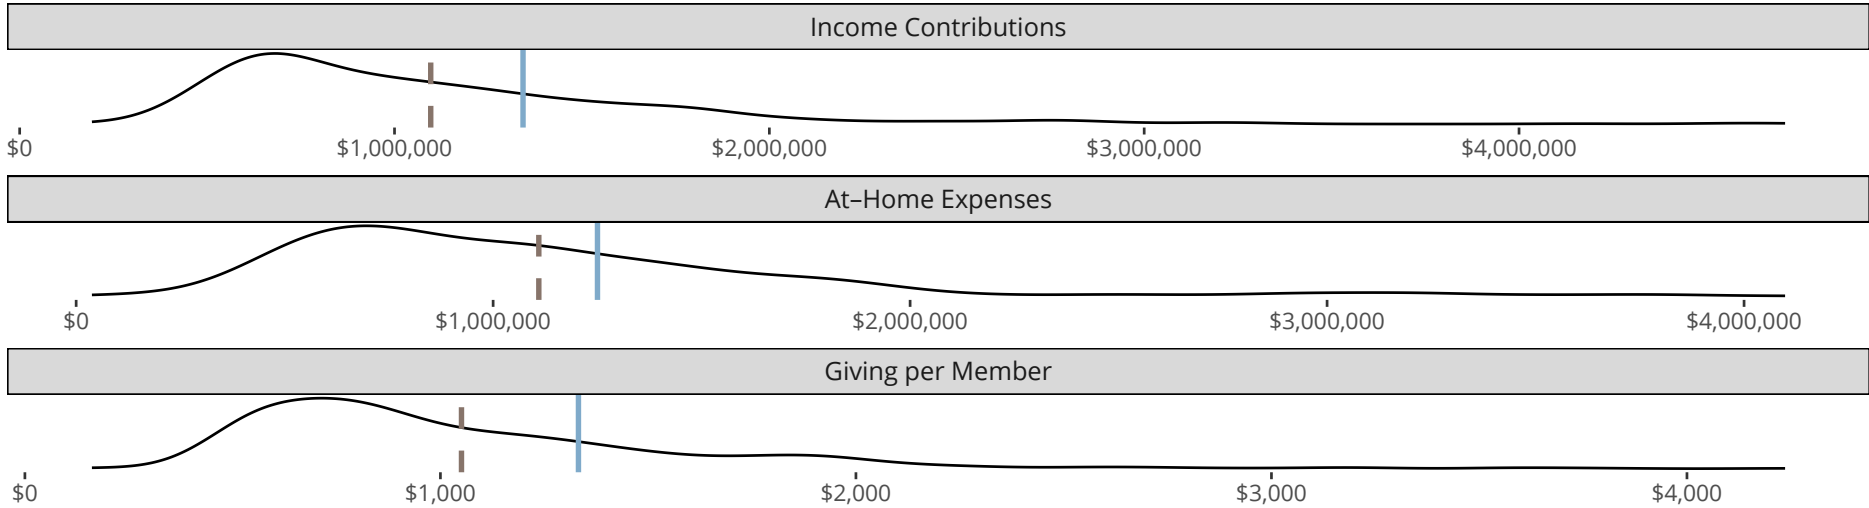 Income Contributions
$0 $1,000,000 $2,000,000 $3,000,000 $4,000,000
At–Home Expenses
$0 $1,000,000 $2,000,000 $3,000,000 $4,000,000
Giving per Member
$0 $1,000 $2,000 $3,000 $4,000